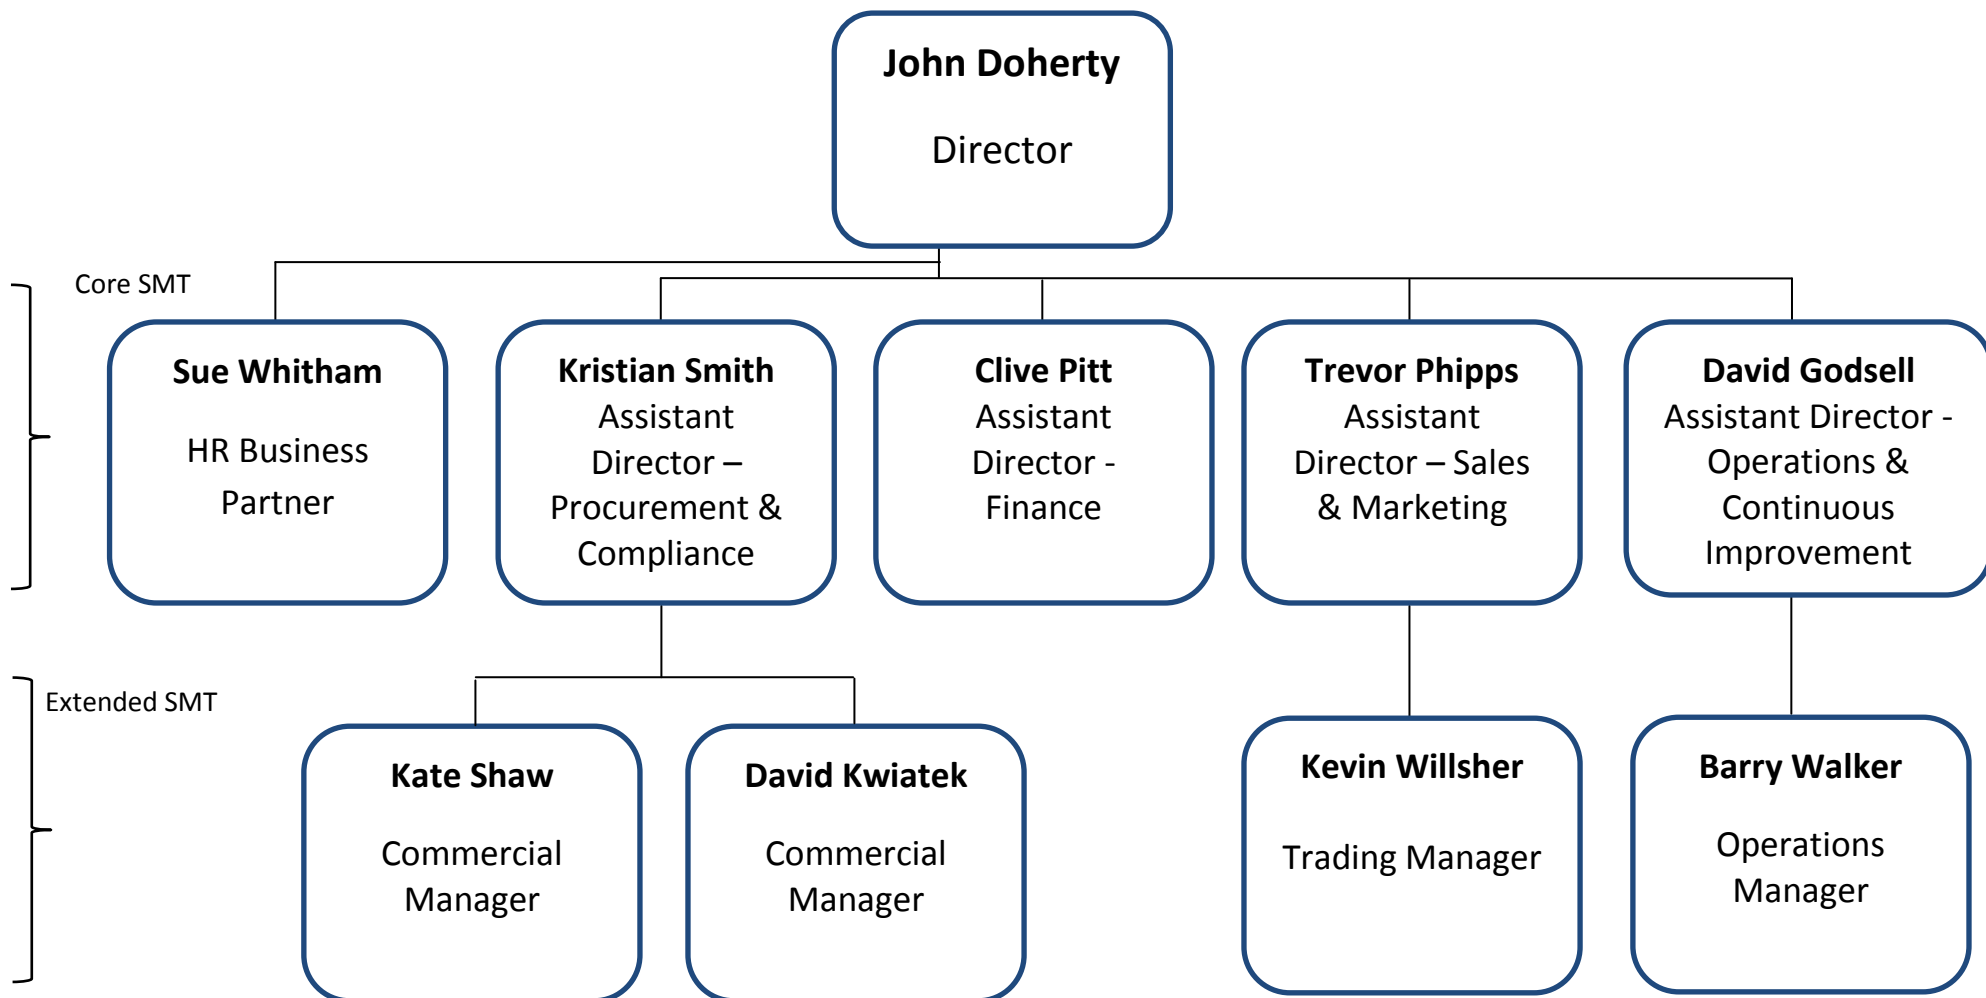 John Doherty
Director
Core SMT
Sue Whitham
HR Business
Partner
Kristian Smith
Assistant
Director –
Procurement &
Compliance
Clive Pitt
Assistant
Director -
Finance
Trevor Phipps
Assistant
Director – Sales
& Marketing
David Godsell
Assistant Director -
Operations &
Continuous
Improvement
Extended SMT
Kate Shaw
Commercial
Manager
David Kwiatek
Commercial
Manager
Kevin Willsher
Trading Manager
Barry Walker
Operations
Manager